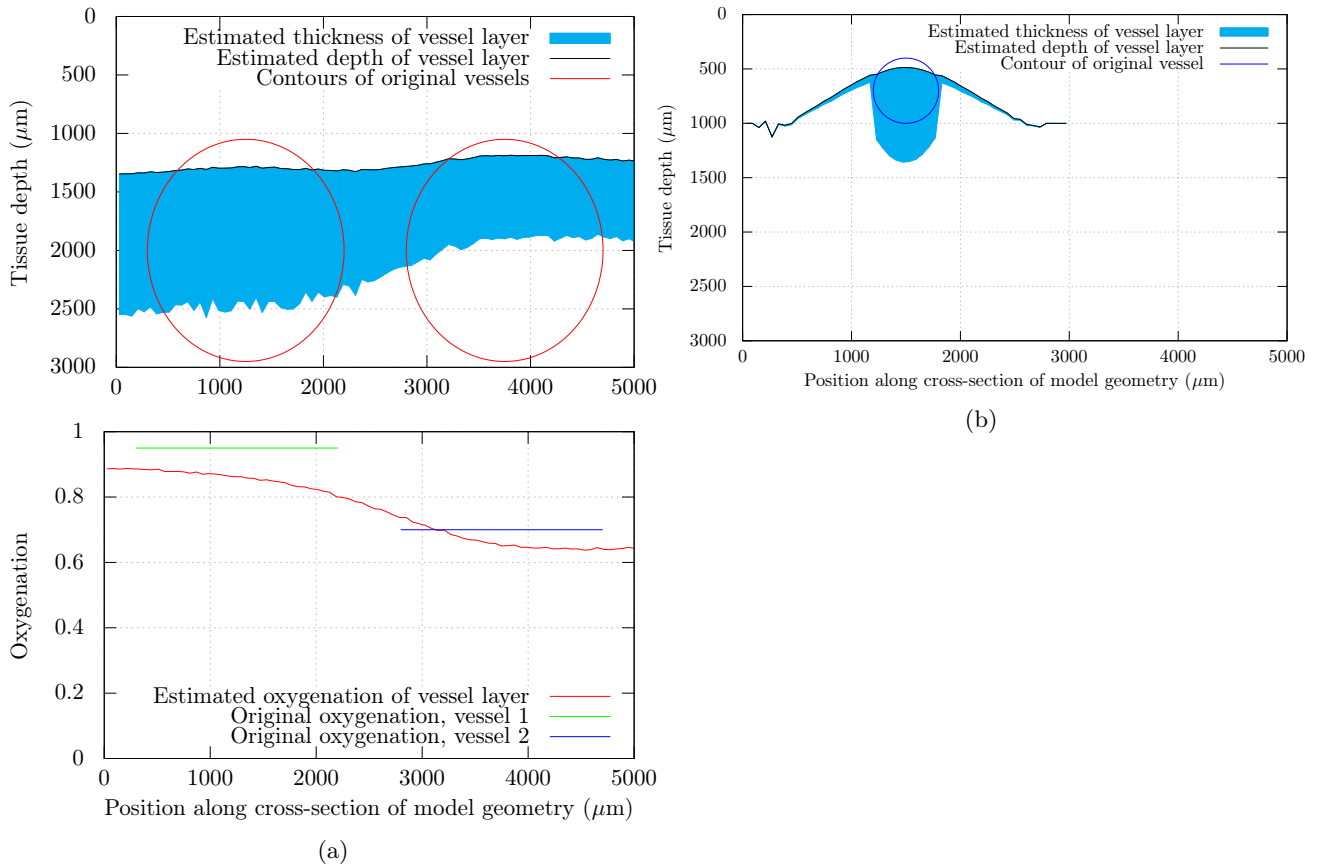 0
500
1000
1500
2000
2500
3000
Tissue depth (μm)
Estimated thickness of vessel layer
Estimated depth of vessel layer
Contours of original vessels
0 1000 2000 3000 4000 5000
1
0.8
0.6
0.4
0.2
0
Oxygenation
Estimated oxygenation of vessel layer
Original oxygenation, vessel 1
Original oxygenation, vessel 2
0 1000 2000 3000 4000 5000
Position along cross-section of model geometry (μm)
(a)
0
500
1000
1500
2000
2500
3000
Tissue depth (μm)
Estimated thickness of vessel layer
Estimated depth of vessel layer
Contour of original vessel
0 1000 2000 3000 4000 5000
Position along cross-section of model geometry (μm)
(b)